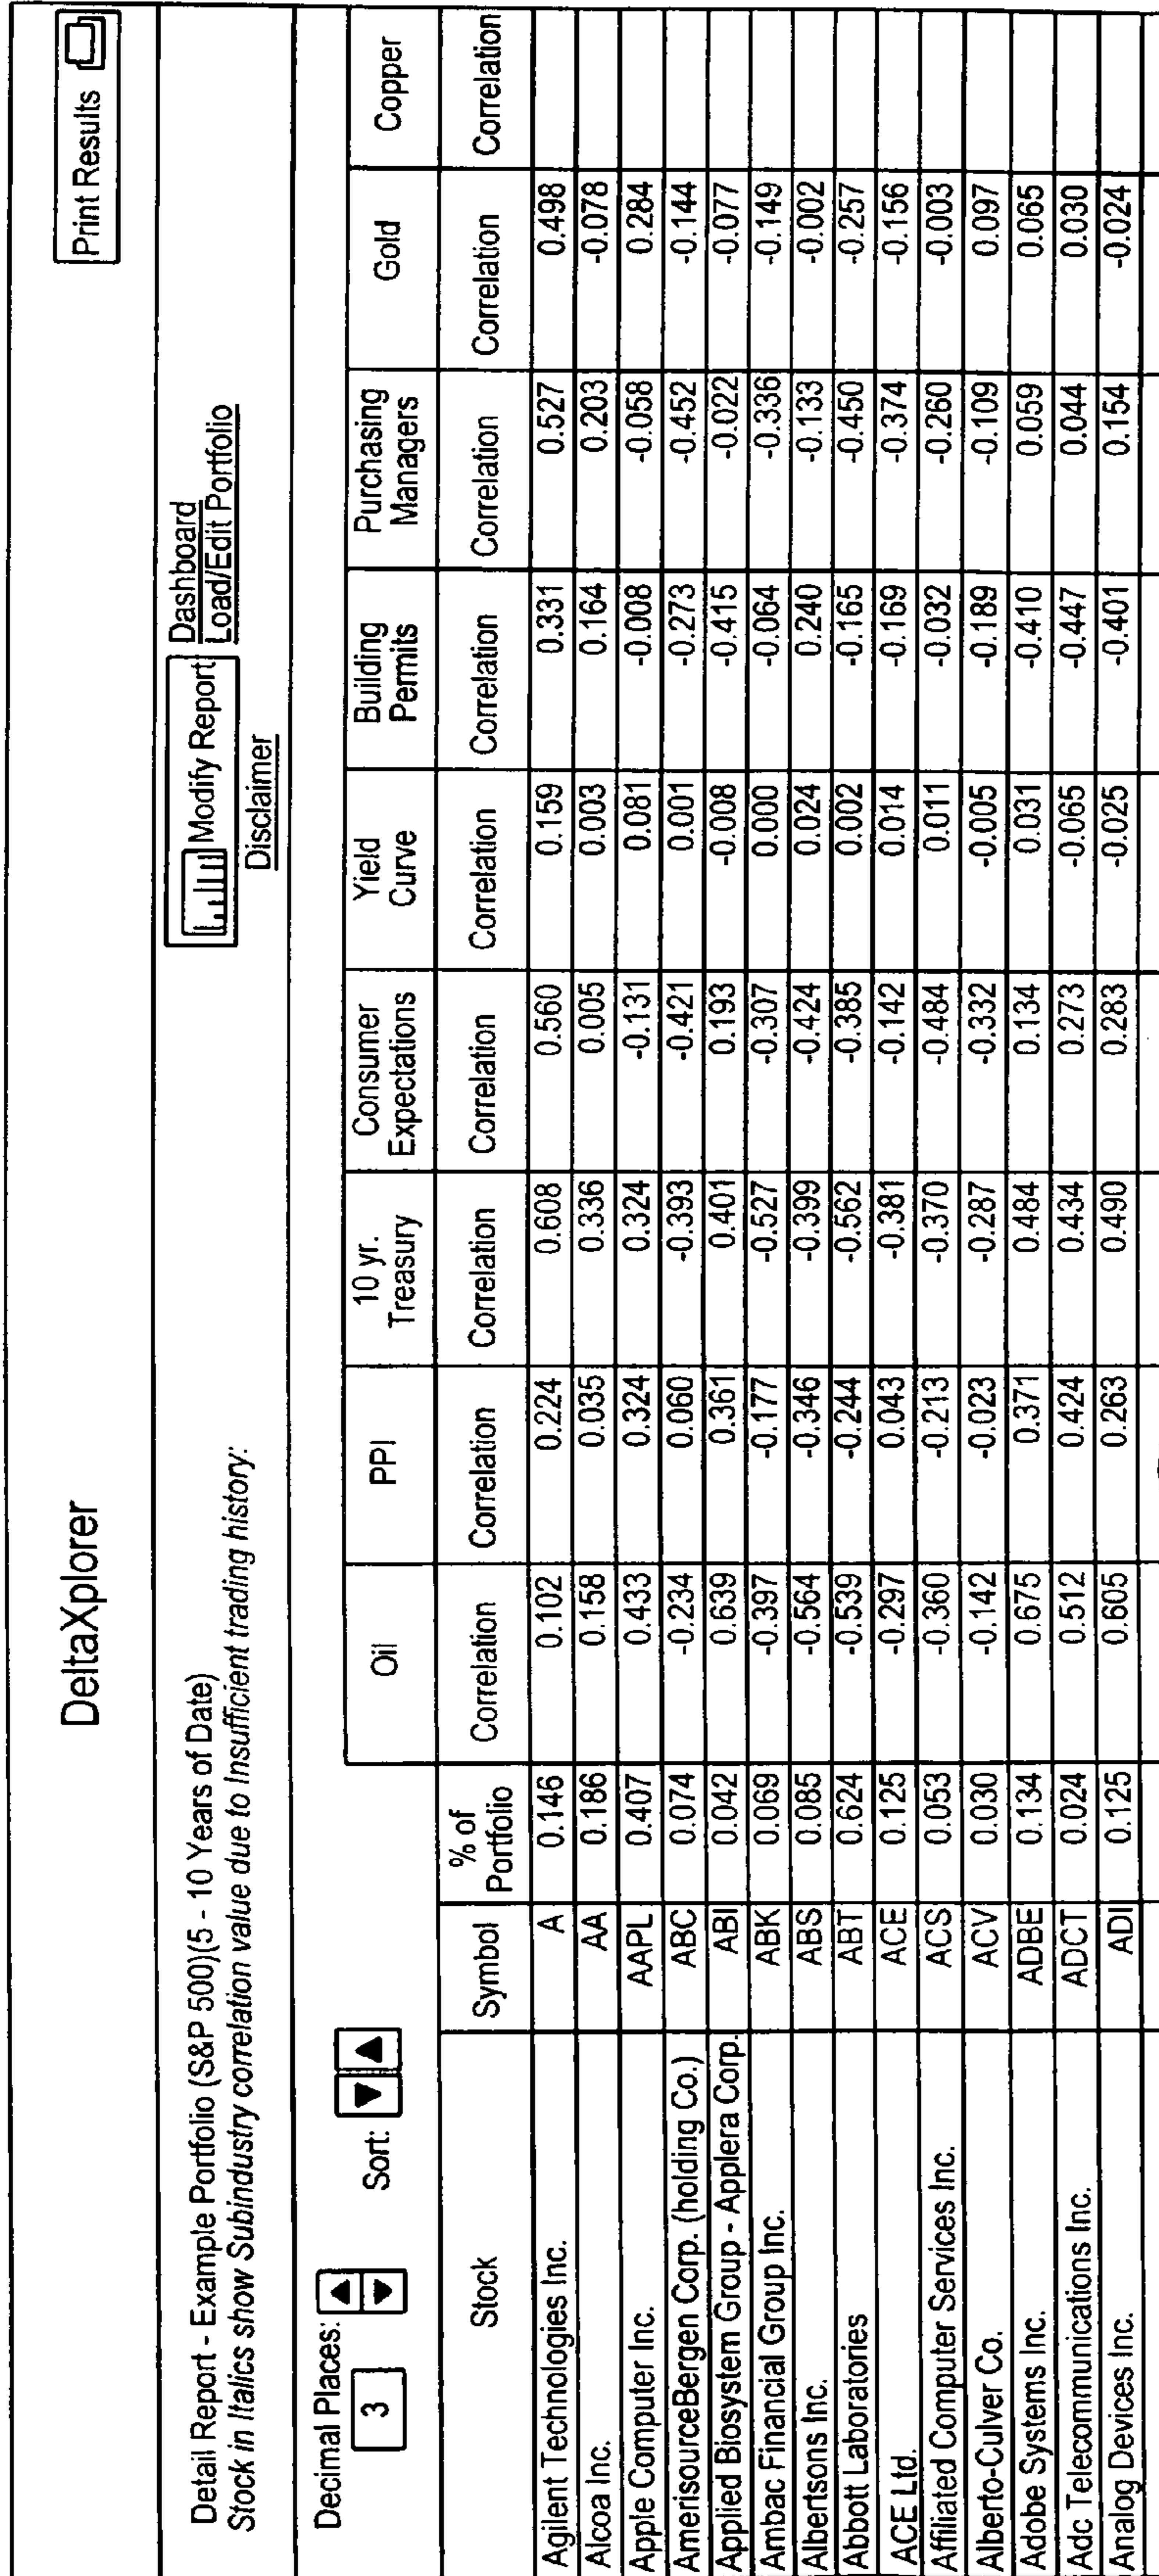 DeltaXplorer
Print Results
Detail Report - Example Portfolio (S&P 500)(5 - 10 Years of Date)
Stock in Italics show Subindustry correlation value due to Insufficient trading history:
Modify Report
Dashboard
Load/Edit Portfolio
Disclaimer
Decimal Places:
3
Sort:
Oil PPI 10 yr. Treasury Consumer Expectations Yield Curve Building Permits Purchasing Managers Gold Copper
Stock Symbol % of Portfolio Correlation Correlation Correlation Correlation Correlation Correlation Correlation Correlation Correlation
Agilent Technologies Inc. A 0.146 0.102 0.224 0.608 0.560 0.159 0.331 0.527 0.498
Alcoa Inc. AA 0.186 0.158 0.035 0.336 0.005 0.003 0.164 0.203 -0.078
Apple Computer Inc. AAPL 0.407 0.433 0.324 0.324 -0.131 0.081 -0.008 -0.058 0.284
AmerisourceBergen Corp. (holding Co.) ABC 0.074 -0.234 0.060 -0.393 -0.421 0.001 -0.273 -0.452 -0.144
Applied Biosystem Group - Applera Corp. ABI 0.042 0.639 0.361 0.401 0.193 -0.008 -0.415 -0.022 -0.077
Ambac Financial Group Inc. ABK 0.069 -0.397 -0.177 -0.527 -0.307 0.000 -0.064 -0.336 -0.149
Albertsons Inc. ABS 0.085 -0.564 -0.346 -0.399 -0.424 0.024 0.240 -0.133 -0.002
Abbott Laboratories ABT 0.624 -0.539 -0.244 -0.562 -0.385 0.002 -0.165 -0.450 -0.257
ACE Ltd. ACE 0.125 -0.297 0.043 -0.381 -0.142 0.014 -0.169 -0.374 -0.156
Affiliated Computer Services Inc. ACS 0.053 -0.360 -0.213 -0.370 -0.484 0.011 -0.032 -0.260 -0.003
Alberto-Culver Co. ACV 0.030 -0.142 -0.023 -0.287 -0.332 -0.005 -0.189 -0.109 0.097
Adobe Systems Inc. ADBE 0.134 0.675 0.371 0.484 0.134 0.031 -0.410 0.059 0.065
Adc Telecommunications Inc. ADCT 0.024 0.512 0.424 0.434 0.273 -0.065 -0.447 0.044 0.030
Analog Devices Inc. ADI 0.125 0.605 0.263 0.490 0.283 -0.025 -0.401 0.154 -0.024